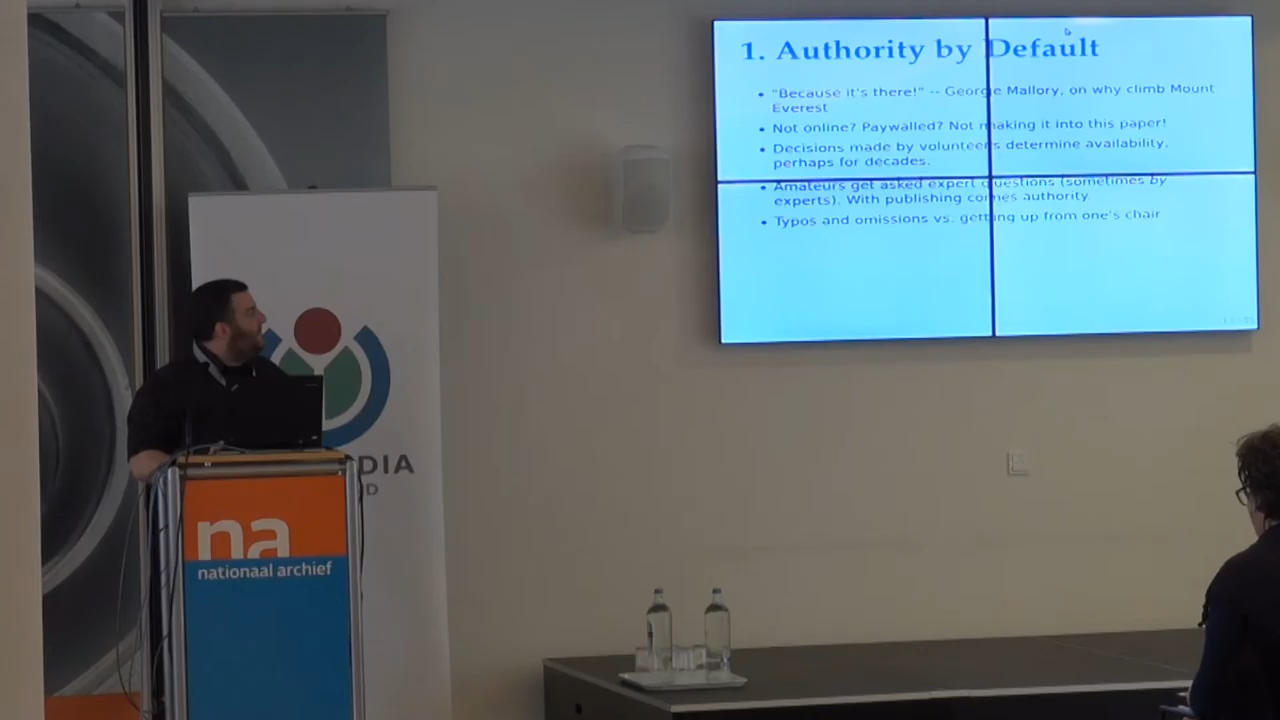 1. Authority by Default
• "Because it's there!" -- George Mallory, on why climb Mount
Everest
• Not online? Paywalled? Not making it into this paper!
• Decisions made by volunteers determine availability,
perhaps for decades.
• Amateurs get asked expert questions (sometimes by
experts). With publishing comes authority.
• Typos and omissions vs. getting up from one's chair
DIA
D
na
nationaal archief